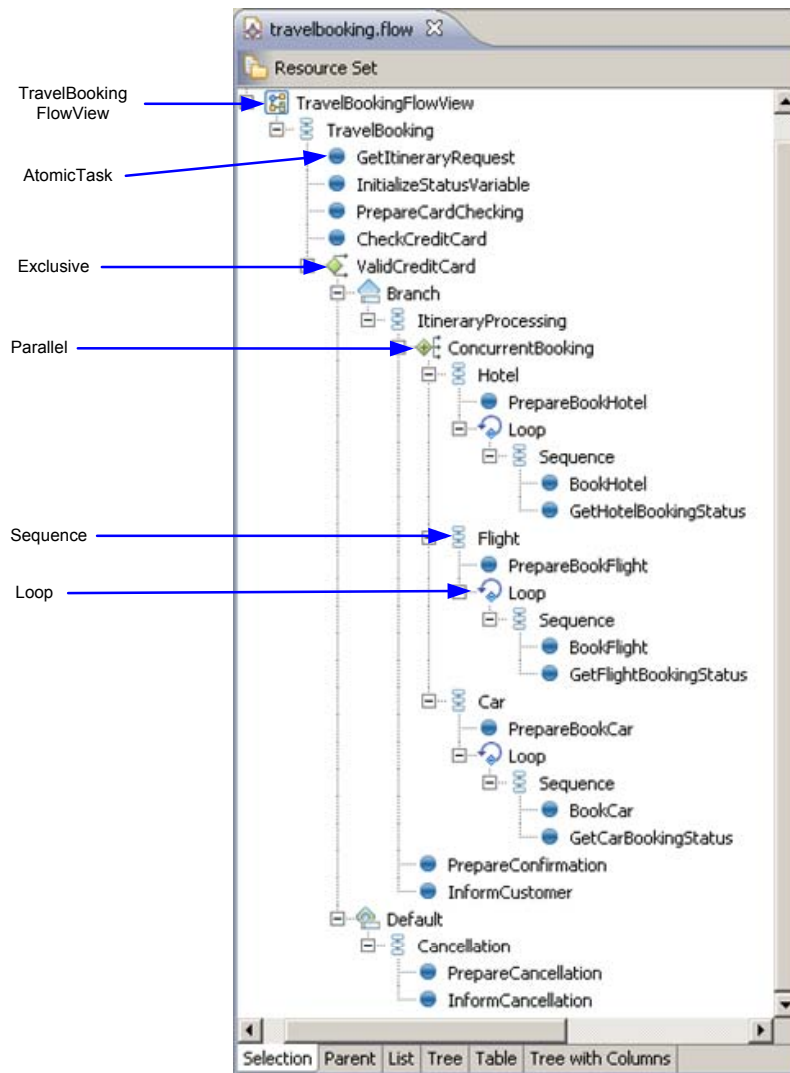 travelbooking.flow
Resource Set
TravelBooking
FlowView
TravelBookingFlowView
TravelBooking
AtomicTask
GetItineraryRequest
InitializeStatusVariable
PrepareCardChecking
CheckCreditCard
Exclusive
ValidCreditCard
Branch
ItineraryProcessing
Parallel
ConcurrentBooking
Hotel
PrepareBookHotel
Loop
Sequence
BookHotel
GetHotelBookingStatus
Sequence
Flight
PrepareBookFlight
Loop
Loop
Sequence
BookFlight
GetFlightBookingStatus
Car
PrepareBookCar
Loop
Sequence
BookCar
GetCarBookingStatus
PrepareConfirmation
InformCustomer
Default
Cancellation
PrepareCancellation
InformCancellation
Selection Parent List Tree Table Tree with Columns